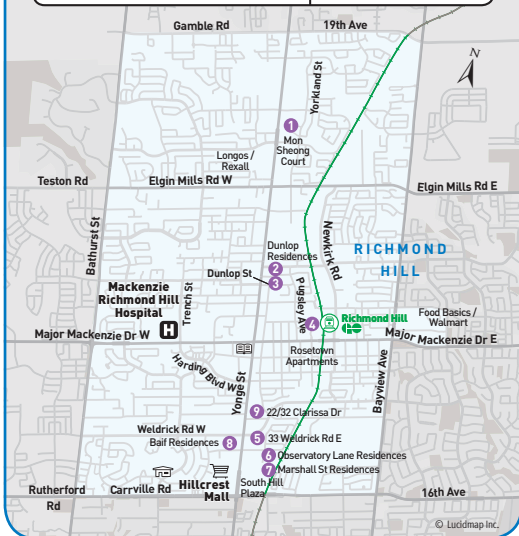 Gamble Rd
19th Ave
N
Yorkland St
1
Mon
Sheong
Court
Longos /
Rexall
Teston Rd
Elgin Mills Rd W
Elgin Mills Rd E
Bathurst St
Newkirk Rd
RICHMOND
HILL
Dunlop
Residences
2
Dunlop St
3
Mackenzie
Richmond Hill
Hospital
H
Trench St
Pugsley Ave
4
Richmond Hill
Food Basics /
Walmart
Major Mackenzie Dr W
Major Mackenzie Dr E
Rosetown
Apartments
Harding Blvd W
Yonge St
Bayview Ave
9 22/32 Clarissa Dr
Weldrick Rd W
Baif Residences 8
5 33 Weldrick Rd E
6 Observatory Lane Residences
7 Marshall St Residences
Rutherford
Rd
Carrville Rd
Hillcrest
Mall
South Hill
Plaza
16th Ave
© Lucidmap Inc.